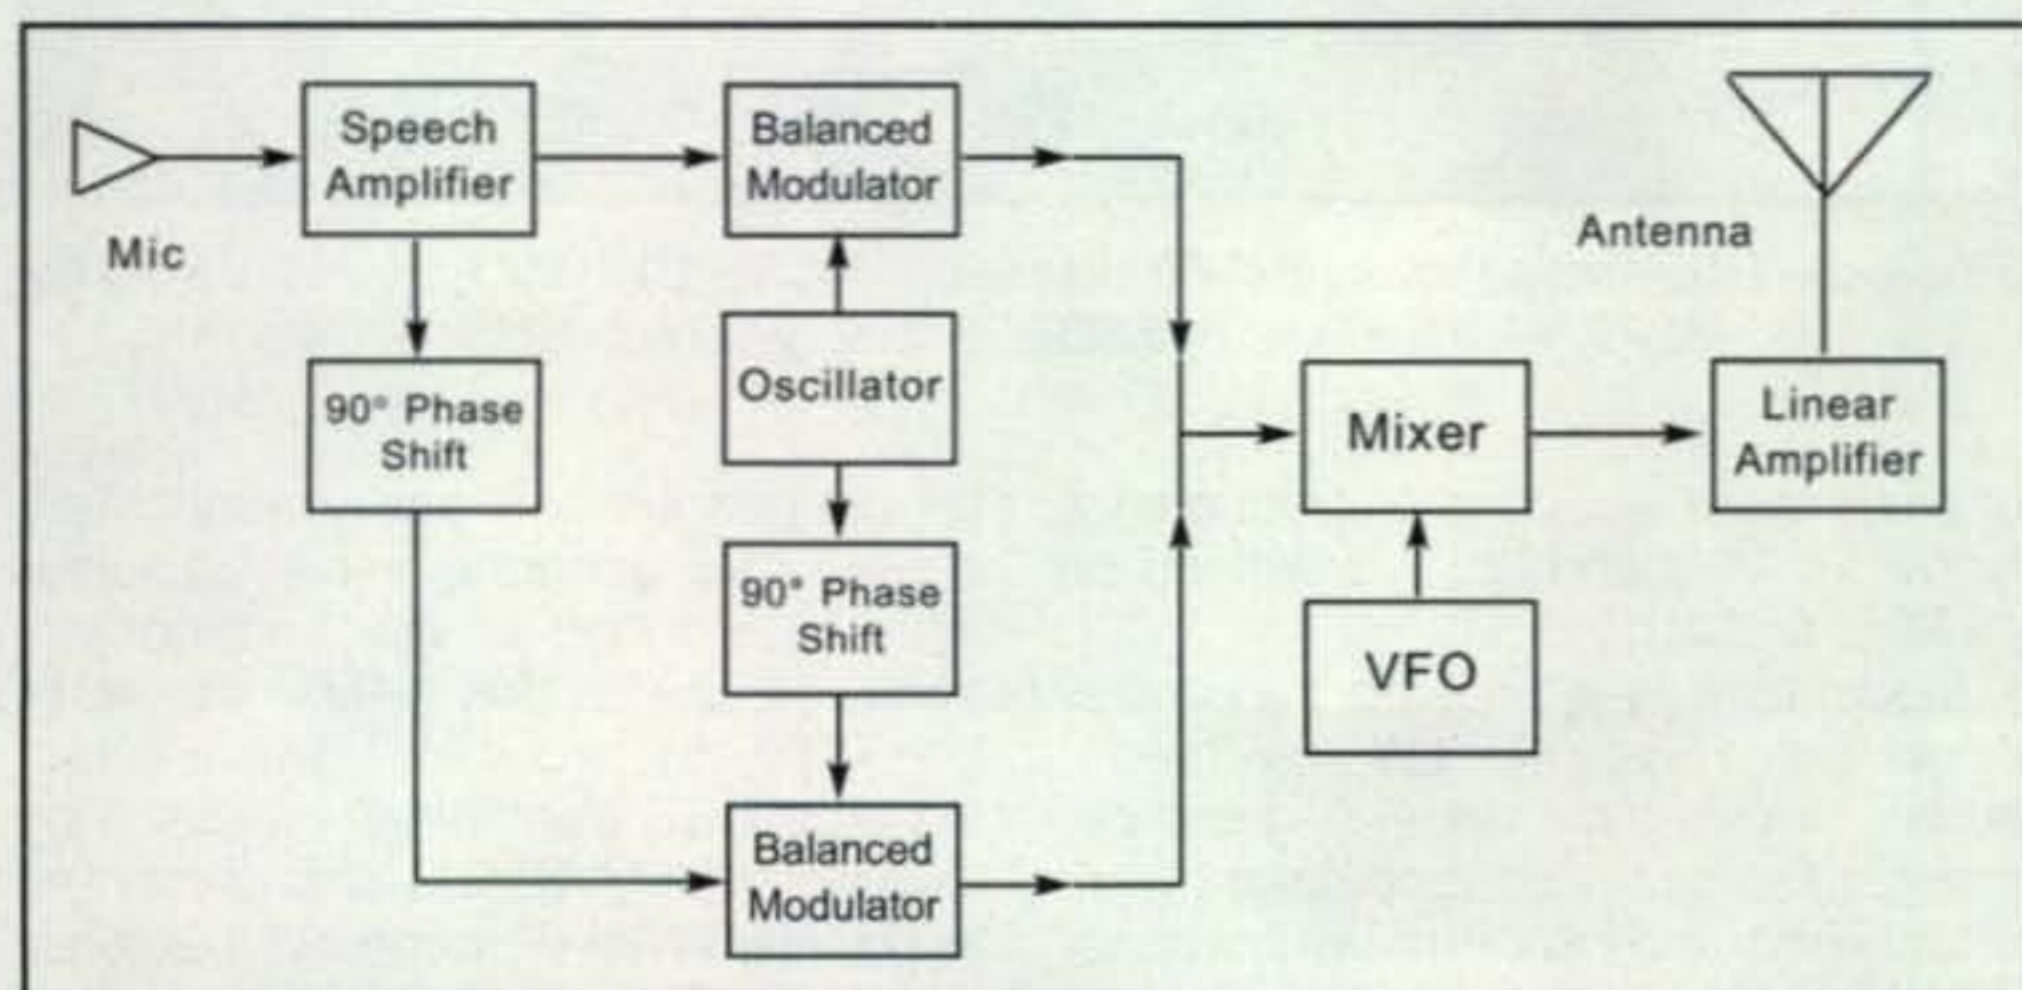 Speech
Amplifier
Balanced
Modulator
Mic
Antenna
90° Phase
Shift
Oscillator
Mixer
Linear
Amplifier
90° Phase
Shift
VFO
Balanced
Modulator